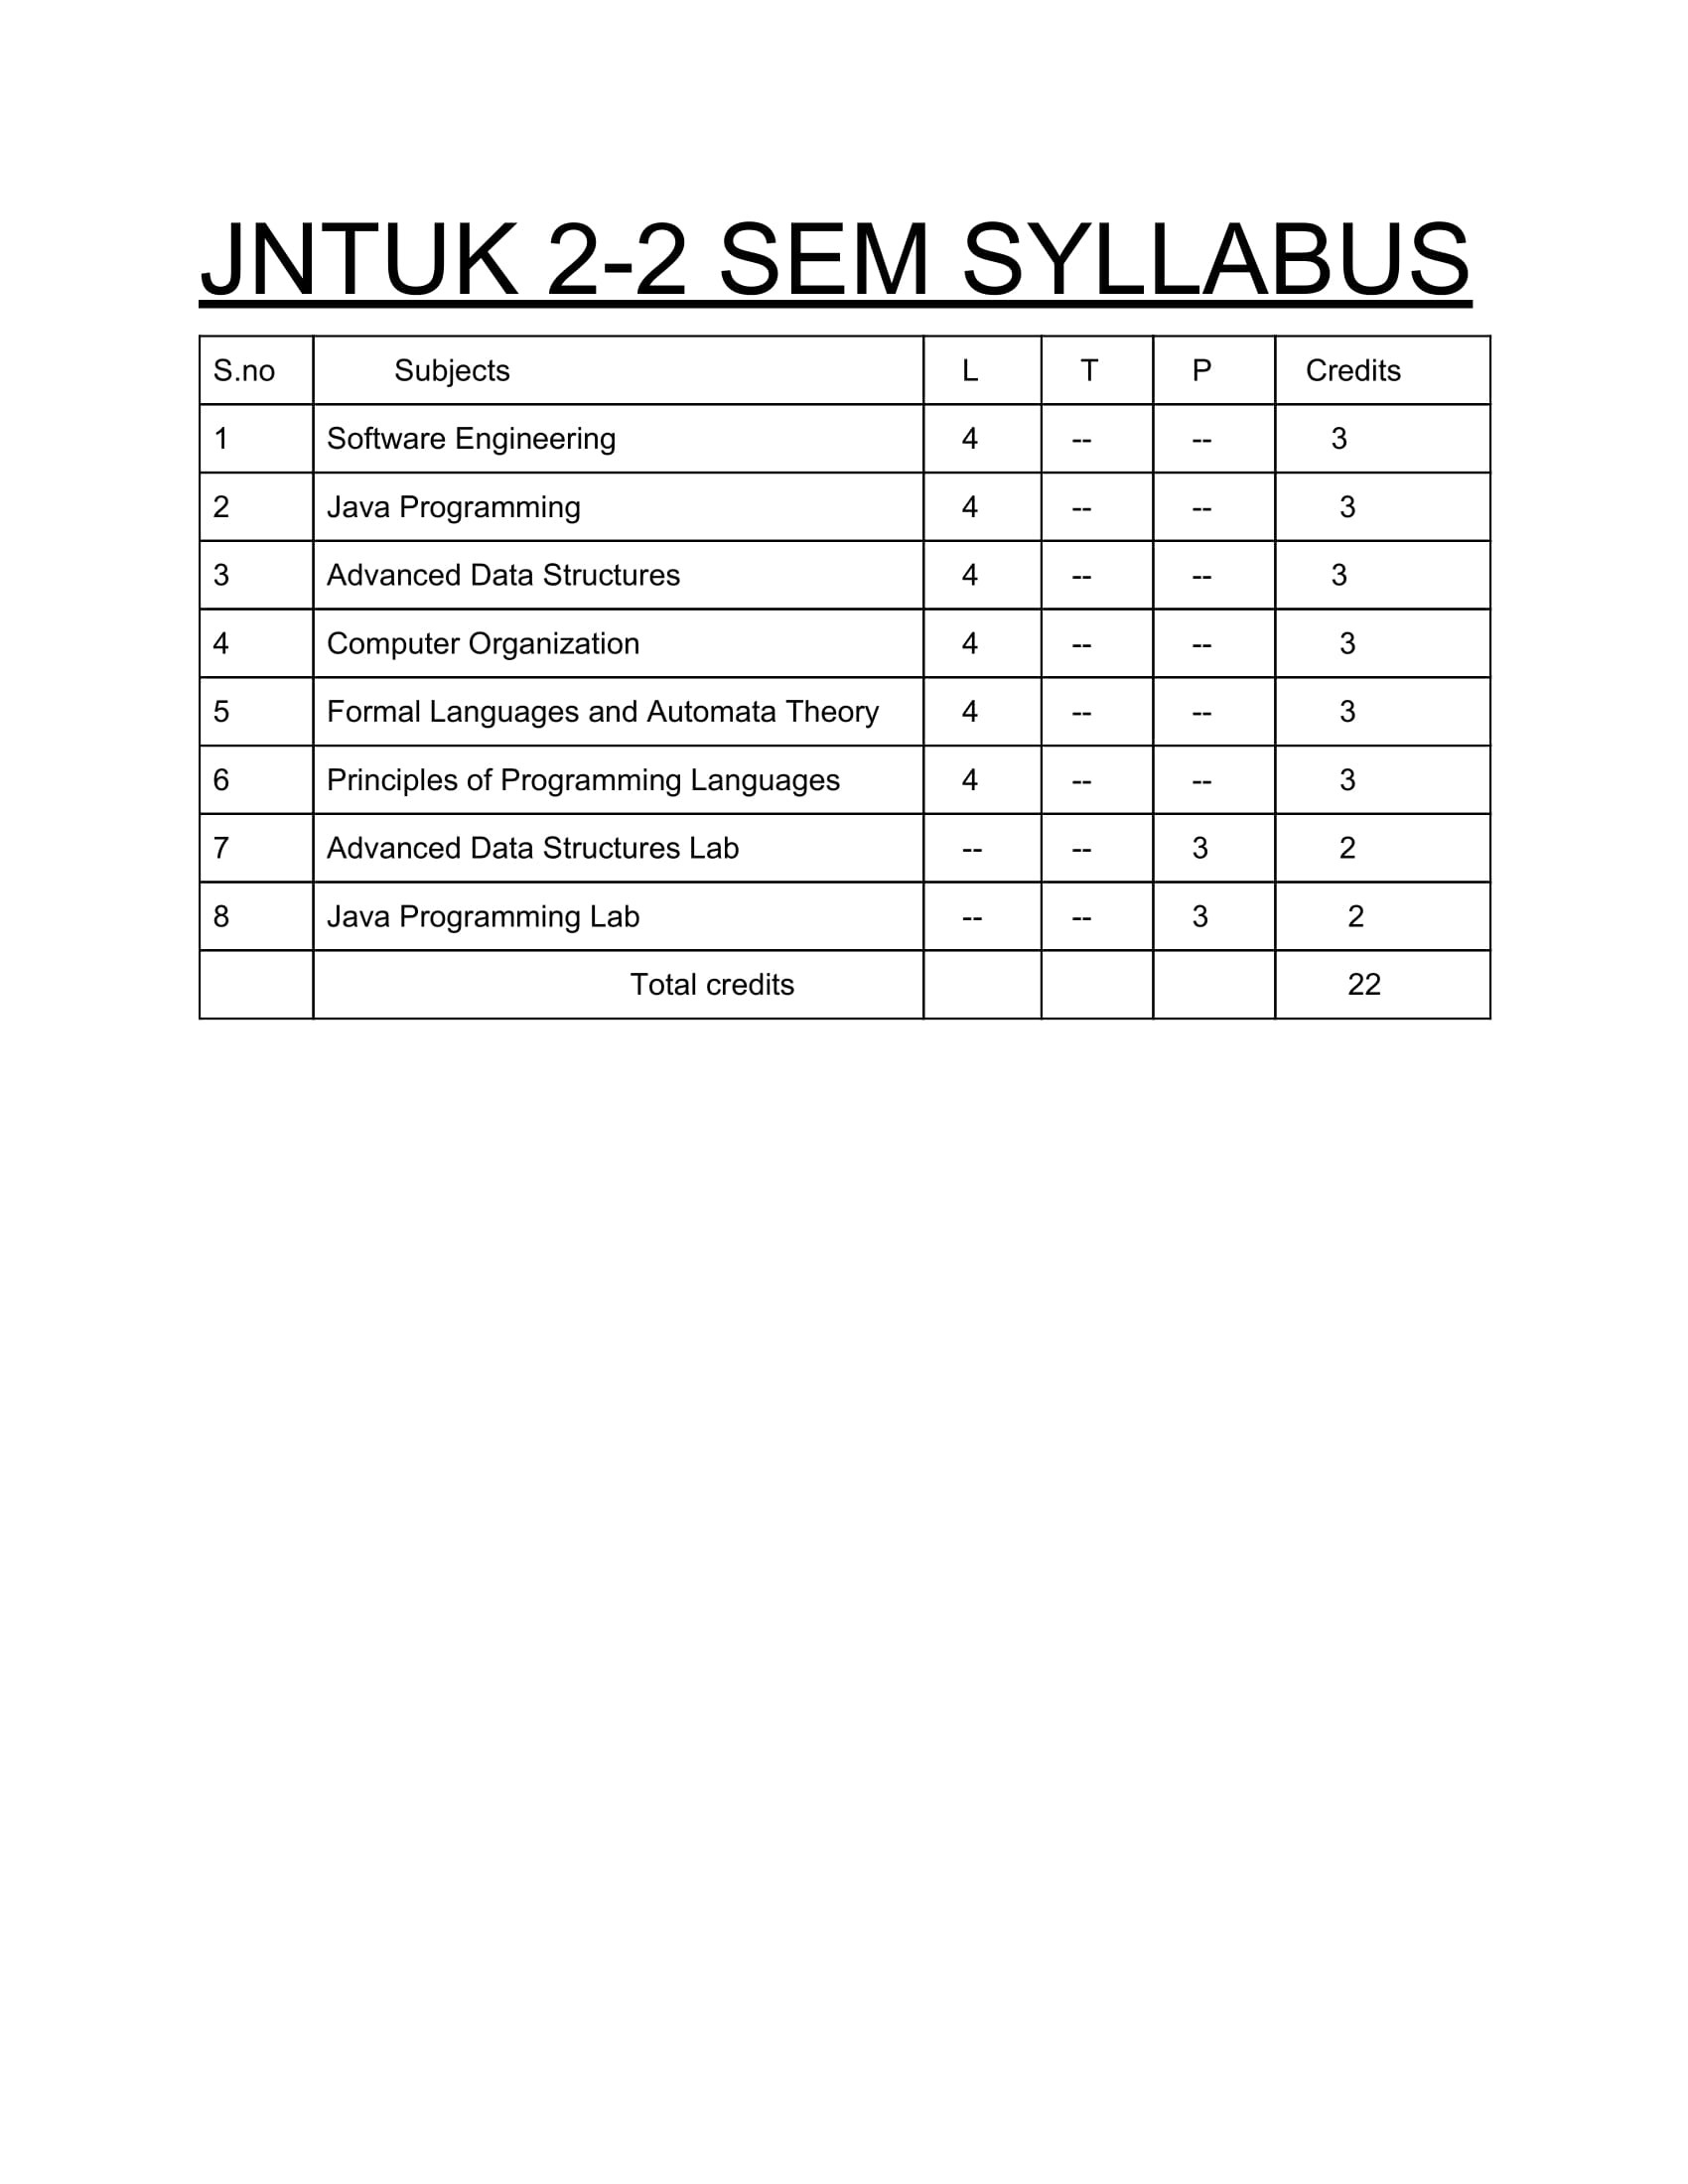 JNTUK 2-2 SEM SYLLABUS
S.no Subjects L T P Credits
1 Software Engineering 4 -- -- 3
2 Java Programming 4 -- -- 3
3 Advanced Data Structures 4 -- -- 3
4 Computer Organization 4 -- -- 3
5 Formal Languages and Automata Theory 4 -- -- 3
6 Principles of Programming Languages 4 -- -- 3
7 Advanced Data Structures Lab -- -- 3 2
8 Java Programming Lab -- -- 3 2
Total credits 22